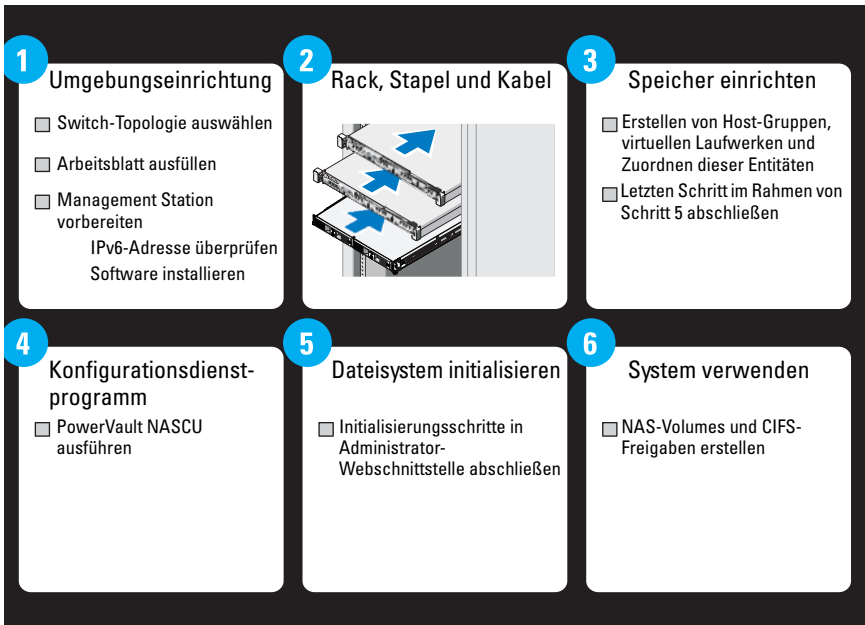 1
Umgebungseinrichtung
Switch-Topologie auswählen
Arbeitsblatt ausfüllen
Management Station
vorbereiten
IPv6-Adresse überprüfen
Software installieren
2
Rack, Stapel und Kabel
3
Speicher einrichten
Erstellen von Host-Gruppen,
virtuellen Laufwerken und
Zuordnen dieser Entitäten
Letzten Schritt im Rahmen von
Schritt 5 abschließen
4
Konfigurationsdienst-
programm
PowerVault NASCU
ausführen
5
Dateisystem initialisieren
Initialisierungsschritte in
Administrator-
Webschnittstelle abschließen
6
System verwenden
NAS-Volumes und CIFS-
Freigaben erstellen